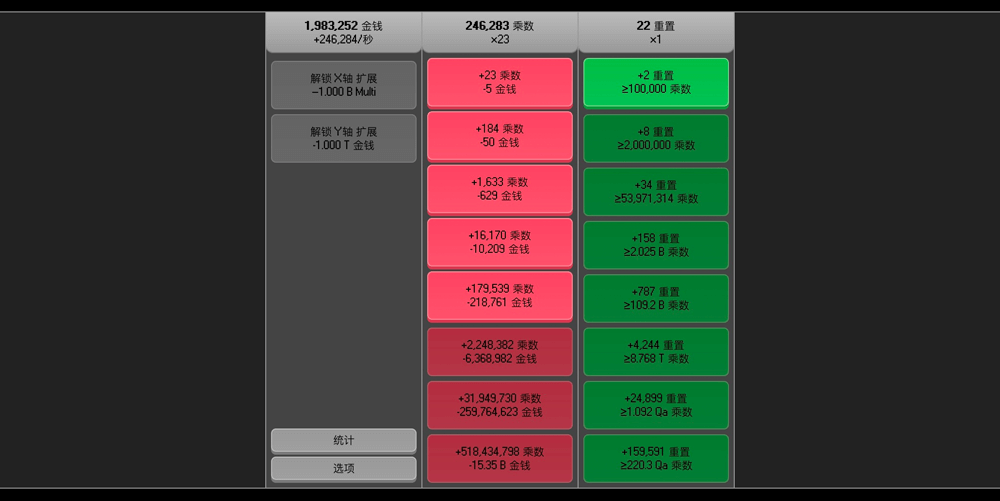 1,983,252 金钱
+246,284/秒
解锁 X轴 扩展
−1.000 B Multi
解锁 Y轴 扩展
-1.000 T 金钱
统计
选项
246,283 乘数
×23
+23 乘数
-5 金钱
+184 乘数
-50 金钱
+1,633 乘数
-629 金钱
+16,170 乘数
-10,209 金钱
+179,539 乘数
-218,761 金钱
+2,248,382 乘数
-6,368,982 金钱
+31,949,730 乘数
-259,764,623 金钱
+518,434,798 乘数
-15.35 B 金钱
22 重置
×1
+2 重置
≥100,000 乘数
+8 重置
≥2,000,000 乘数
+34 重置
≥53,971,314 乘数
+158 重置
≥2.025 B 乘数
+787 重置
≥109.2 B 乘数
+4,244 重置
≥8.768 T 乘数
+24,899 重置
≥1.092 Qa 乘数
+159,591 重置
≥220.3 Qa 乘数